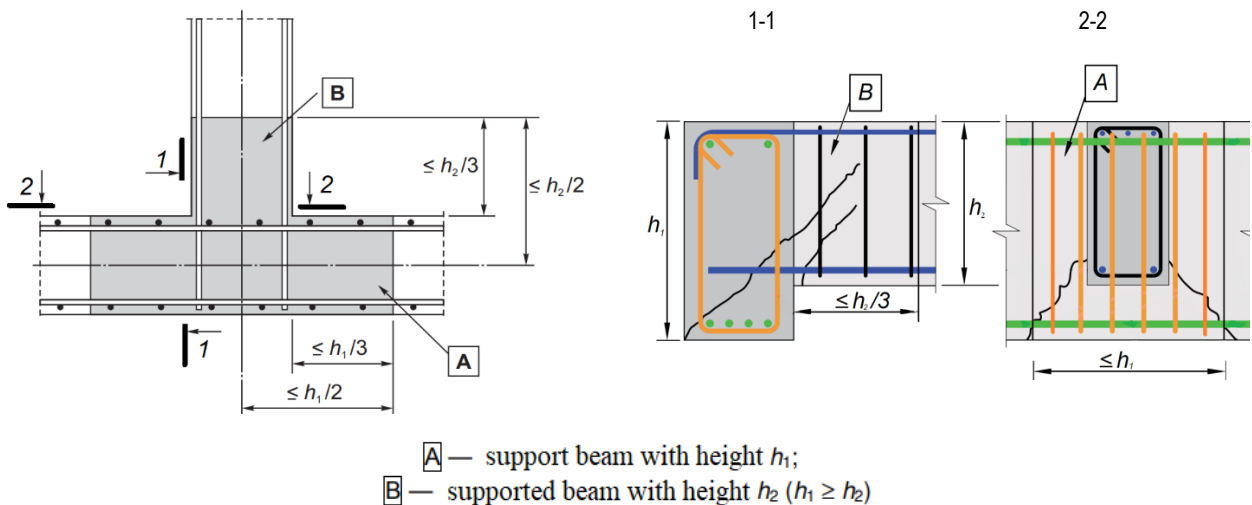 1-1
2-2
B
≤ h₂/3
≤ h₂/2
1
2
2
A
1
≤ h₁/3
≤ h₁/2
B
h₁
h₂
≤h₂/3
A
≤ h₁
A — support beam with height h₁;
B — supported beam with height h₂ (h₁ ≥ h₂)